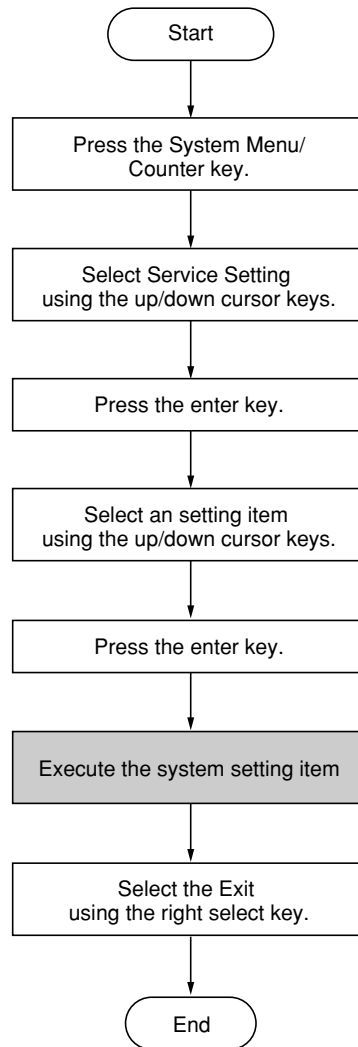 Start
Press the System Menu/
Counter key.
Select Service Setting
using the up/down cursor keys.
Press the enter key.
Select an setting item
using the up/down cursor keys.
Press the enter key.
Execute the system setting item
Select the Exit
using the right select key.
End